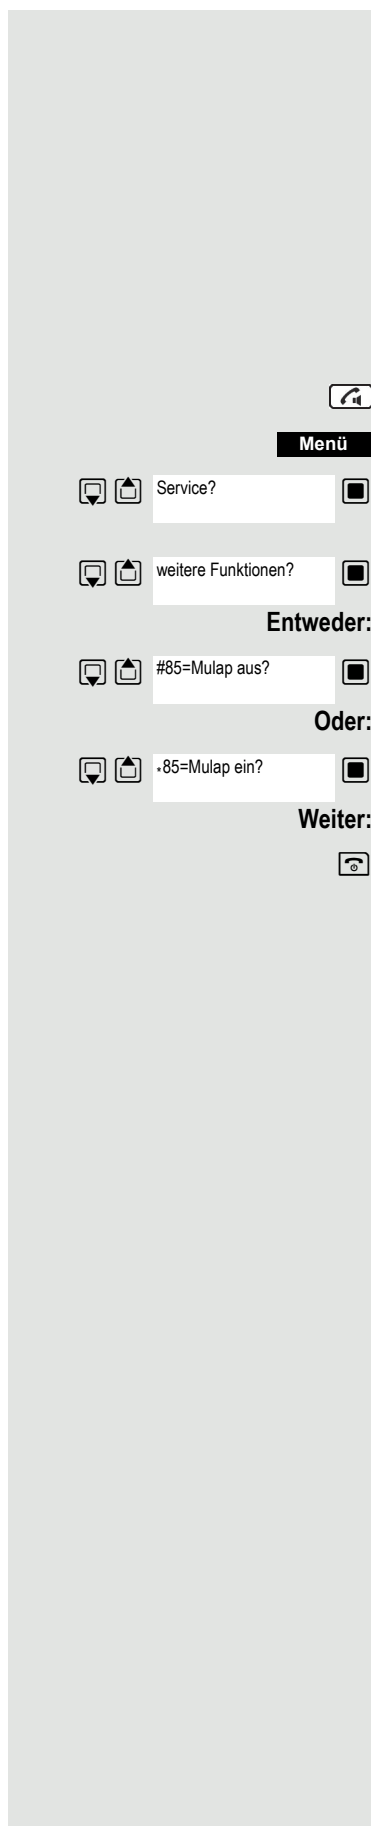 Menü
Service?
weitere Funktionen?
Entweder:
#85=Mulap aus?
Oder:
*85=Mulap ein?
Weiter: